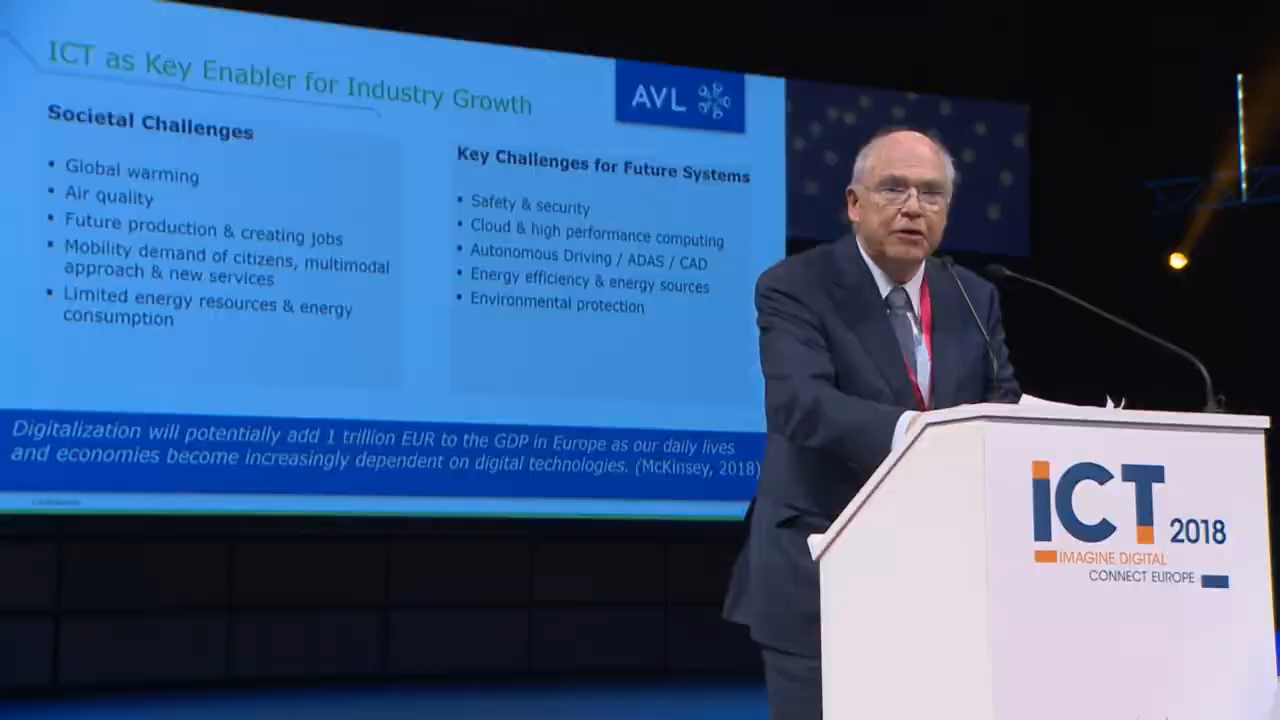 ICT as Key Enabler for Industry Growth
AVL
Societal Challenges
• Global warming
• Air quality
• Future production & creating jobs
• Mobility demand of citizens, multimodal
approach & new services
• Limited energy resources & energy
consumption
Key Challenges for Future Systems
• Safety & security
• Cloud & high performance computing
• Autonomous Driving / ADAS / CAD
• Energy efficiency & energy sources
• Environmental protection
Digitalization will potentially add 1 trillion EUR to the GDP in Europe as our daily lives
and economies become increasingly dependent on digital technologies. (McKinsey, 2018)
ICT 2018
IMAGINE DIGITAL
CONNECT EUROPE